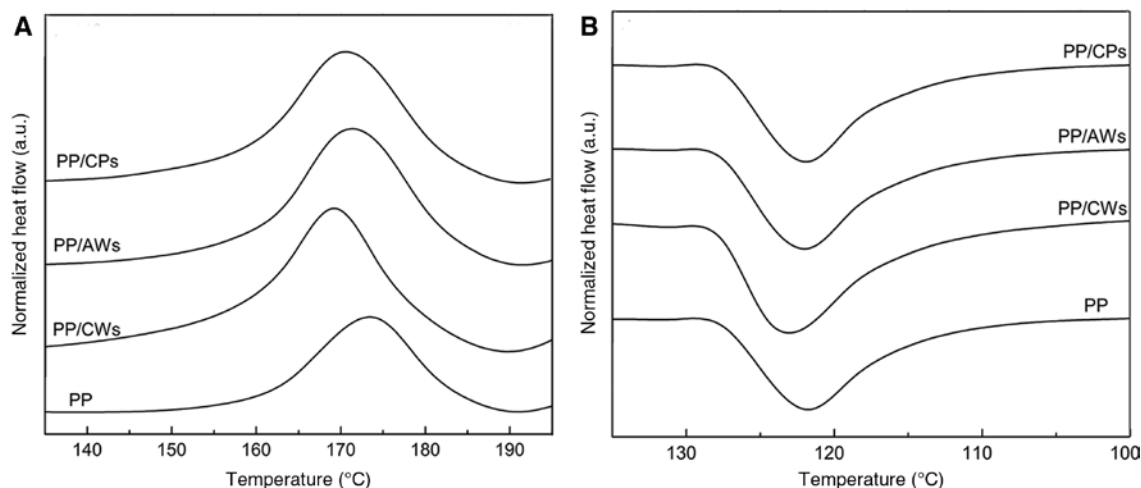 A
Normalized heat flow (a.u.)
PP/CPs
PP/AWs
PP/CWs
PP
140 150 160 170 180 190
Temperature (°C)
B
Normalized heat flow (a.u.)
PP/CPs
PP/AWs
PP/CWs
PP
130 120 110 100
Temperature (°C)